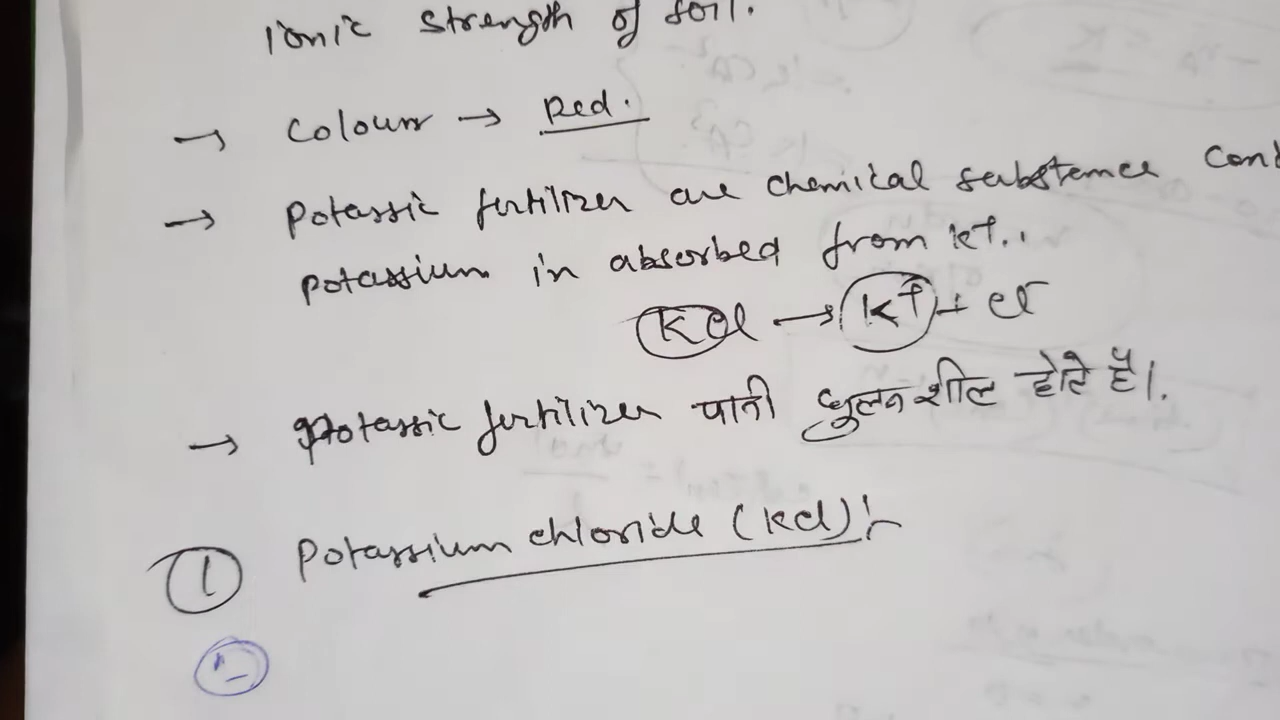 ionic strength of soil.
→ Colour → Red.
→ Potassic fertilizer are chemical substance
potassium in absorbed from K+..
KCl → K+ + Cl-
→ Potassic fertilizer पानी घुलनशील होते है।.
1 Potassium chloride (KCl):-